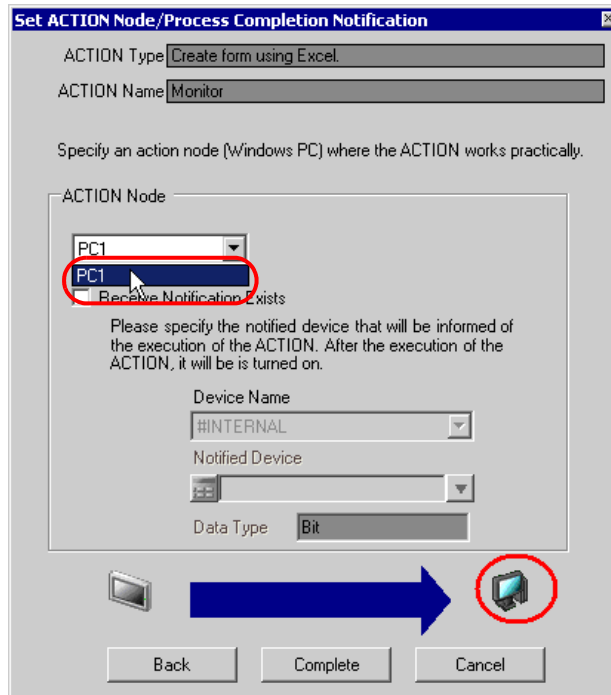 Set ACTION Node/Process Completion Notification
ACTION Type Create form using Excel.
ACTION Name Monitor
Specify an action node (Windows PC) where the ACTION works practically.
ACTION Node
PC1
PC1
Receive Notification Exists
Please specify the notified device that will be informed of
the execution of the ACTION. After the execution of the
ACTION, it will be is turned on.
Device Name
#INTERNAL
Notified Device
Data Type Bit
Back Complete Cancel